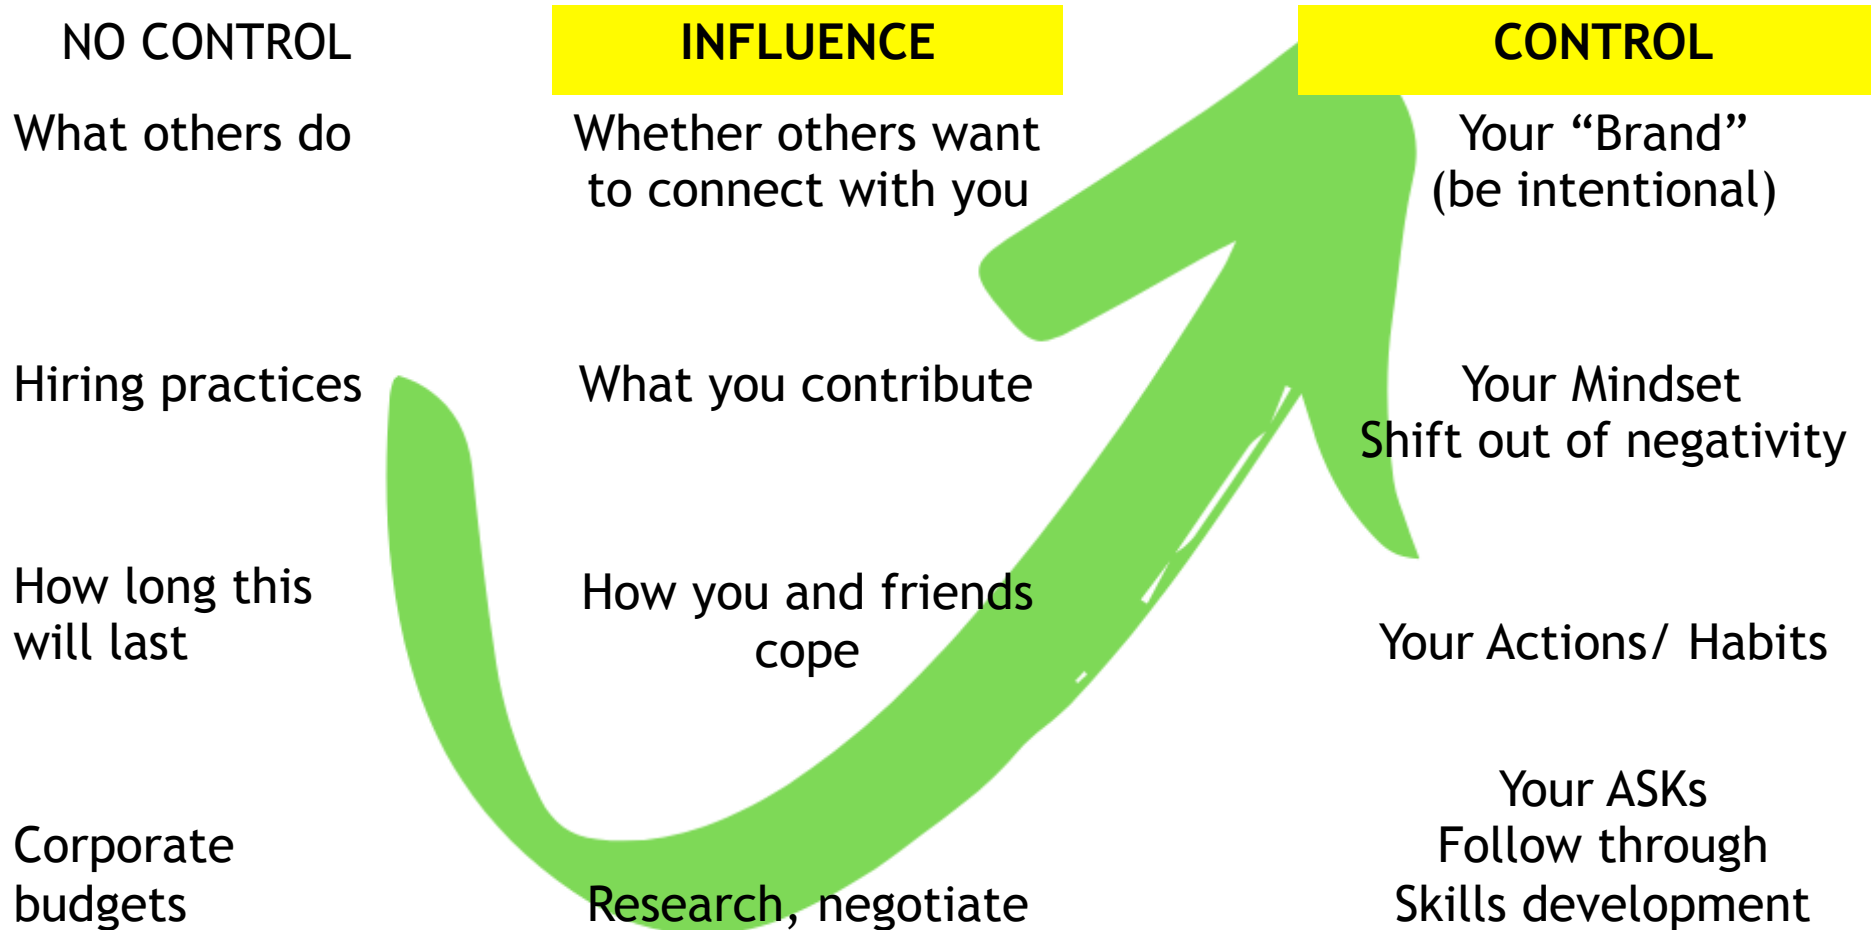 NO CONTROL
INFLUENCE
CONTROL
What others do
Whether others want
to connect with you
Your “Brand”
(be intentional)
Hiring practices
What you contribute
Your Mindset
Shift out of negativity
How long this
will last
How you and friends
cope
Your Actions/ Habits
Corporate
budgets
Research, negotiate
Your ASKs
Follow through
Skills development